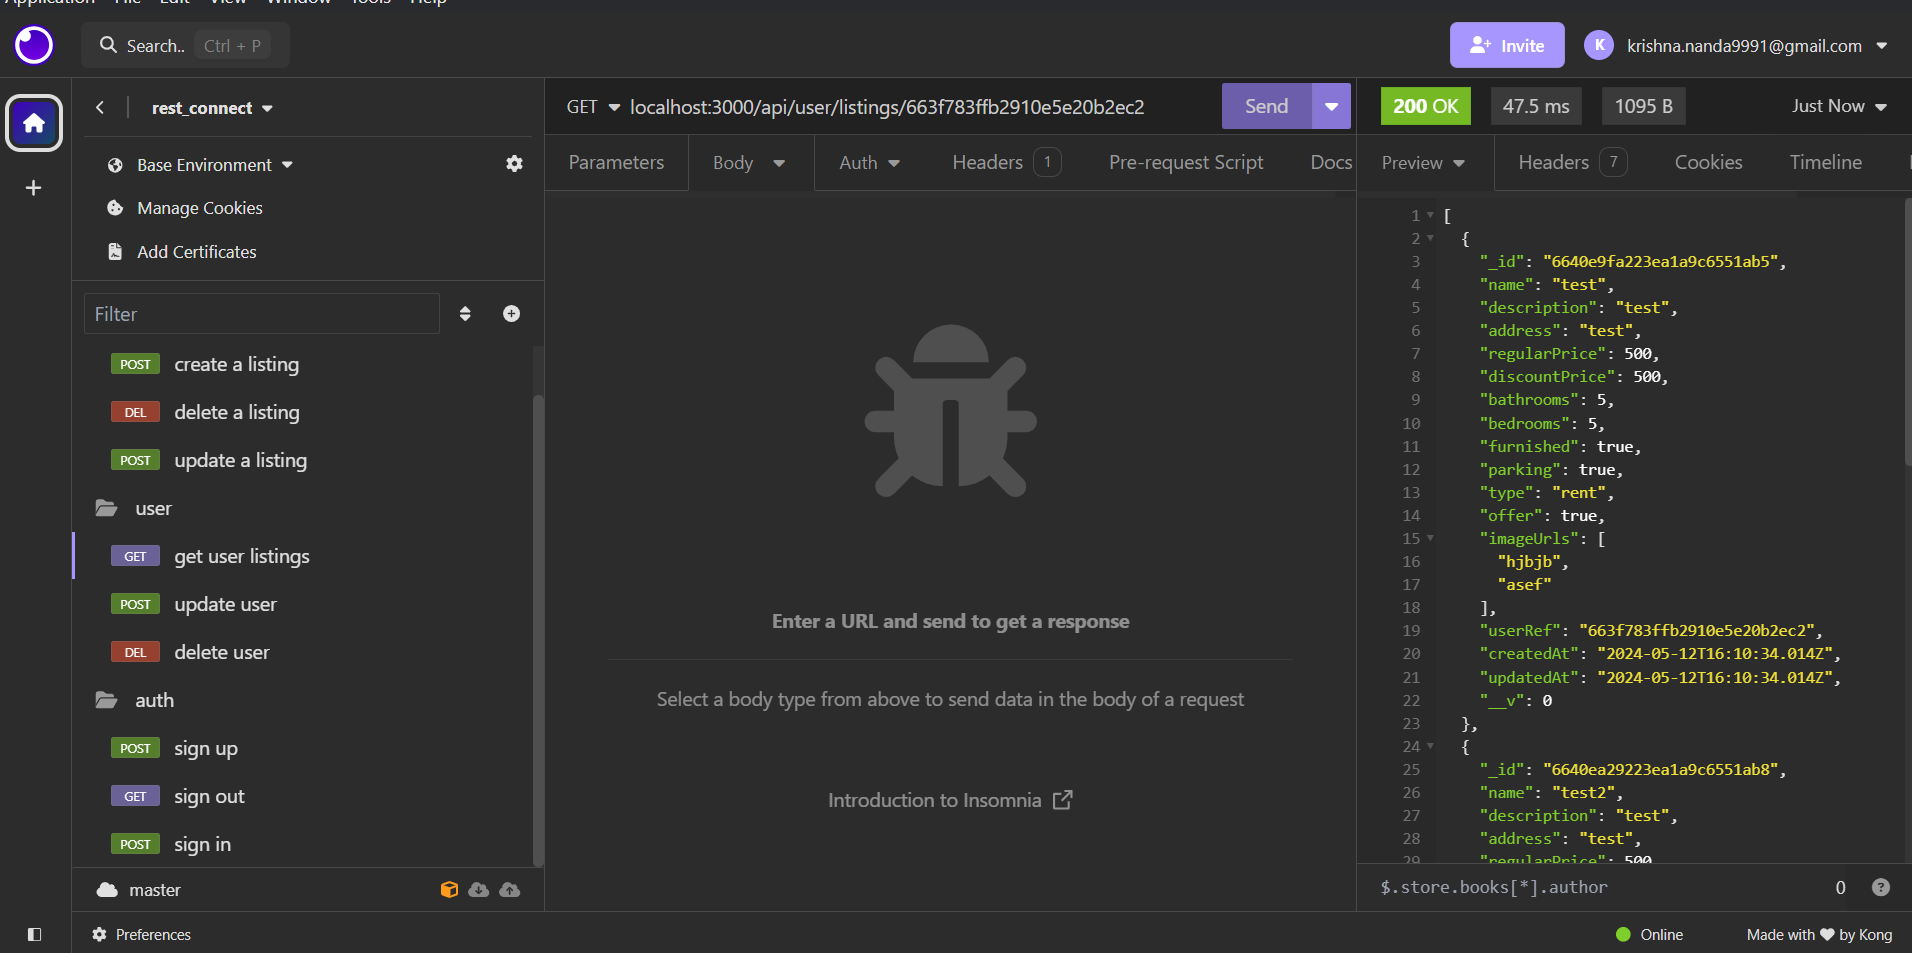 Application File Edit View Window Tools Help
Search.. Ctrl + P
Invite
K krishna.nanda9991@gmail.com
rest_connect
Base Environment
Manage Cookies
Add Certificates
Filter
POST create a listing
DEL delete a listing
POST update a listing
user
GET get user listings
POST update user
DEL delete user
auth
POST sign up
GET sign out
POST sign in
master
Preferences
GET localhost:3000/api/user/listings/663f783ffb2910e5e20b2ec2
Send
Parameters Body Auth Headers 1 Pre-request Script Docs
Enter a URL and send to get a response
Select a body type from above to send data in the body of a request
Introduction to Insomnia
200 OK 47.5 ms 1095 B Just Now
Preview Headers 7 Cookies Timeline
1 [
2 {
3 "_id": "6640e9fa223ea1a9c6551ab5",
4 "name": "test",
5 "description": "test",
6 "address": "test",
7 "regularPrice": 500,
8 "discountPrice": 500,
9 "bathrooms": 5,
10 "bedrooms": 5,
11 "furnished": true,
12 "parking": true,
13 "type": "rent",
14 "offer": true,
15 "imageUrls": [
16 "hjbjb",
17 "asef"
18 ],
19 "userRef": "663f783ffb2910e5e20b2ec2",
20 "createdAt": "2024-05-12T16:10:34.014Z",
21 "updatedAt": "2024-05-12T16:10:34.014Z",
22 "__v": 0
23 },
24 {
25 "_id": "6640ea29223ea1a9c6551ab8",
26 "name": "test2",
27 "description": "test",
28 "address": "test",
29 "regularPrice": 500
$.store.books[*].author 0
Online
Made with ❤ by Kong